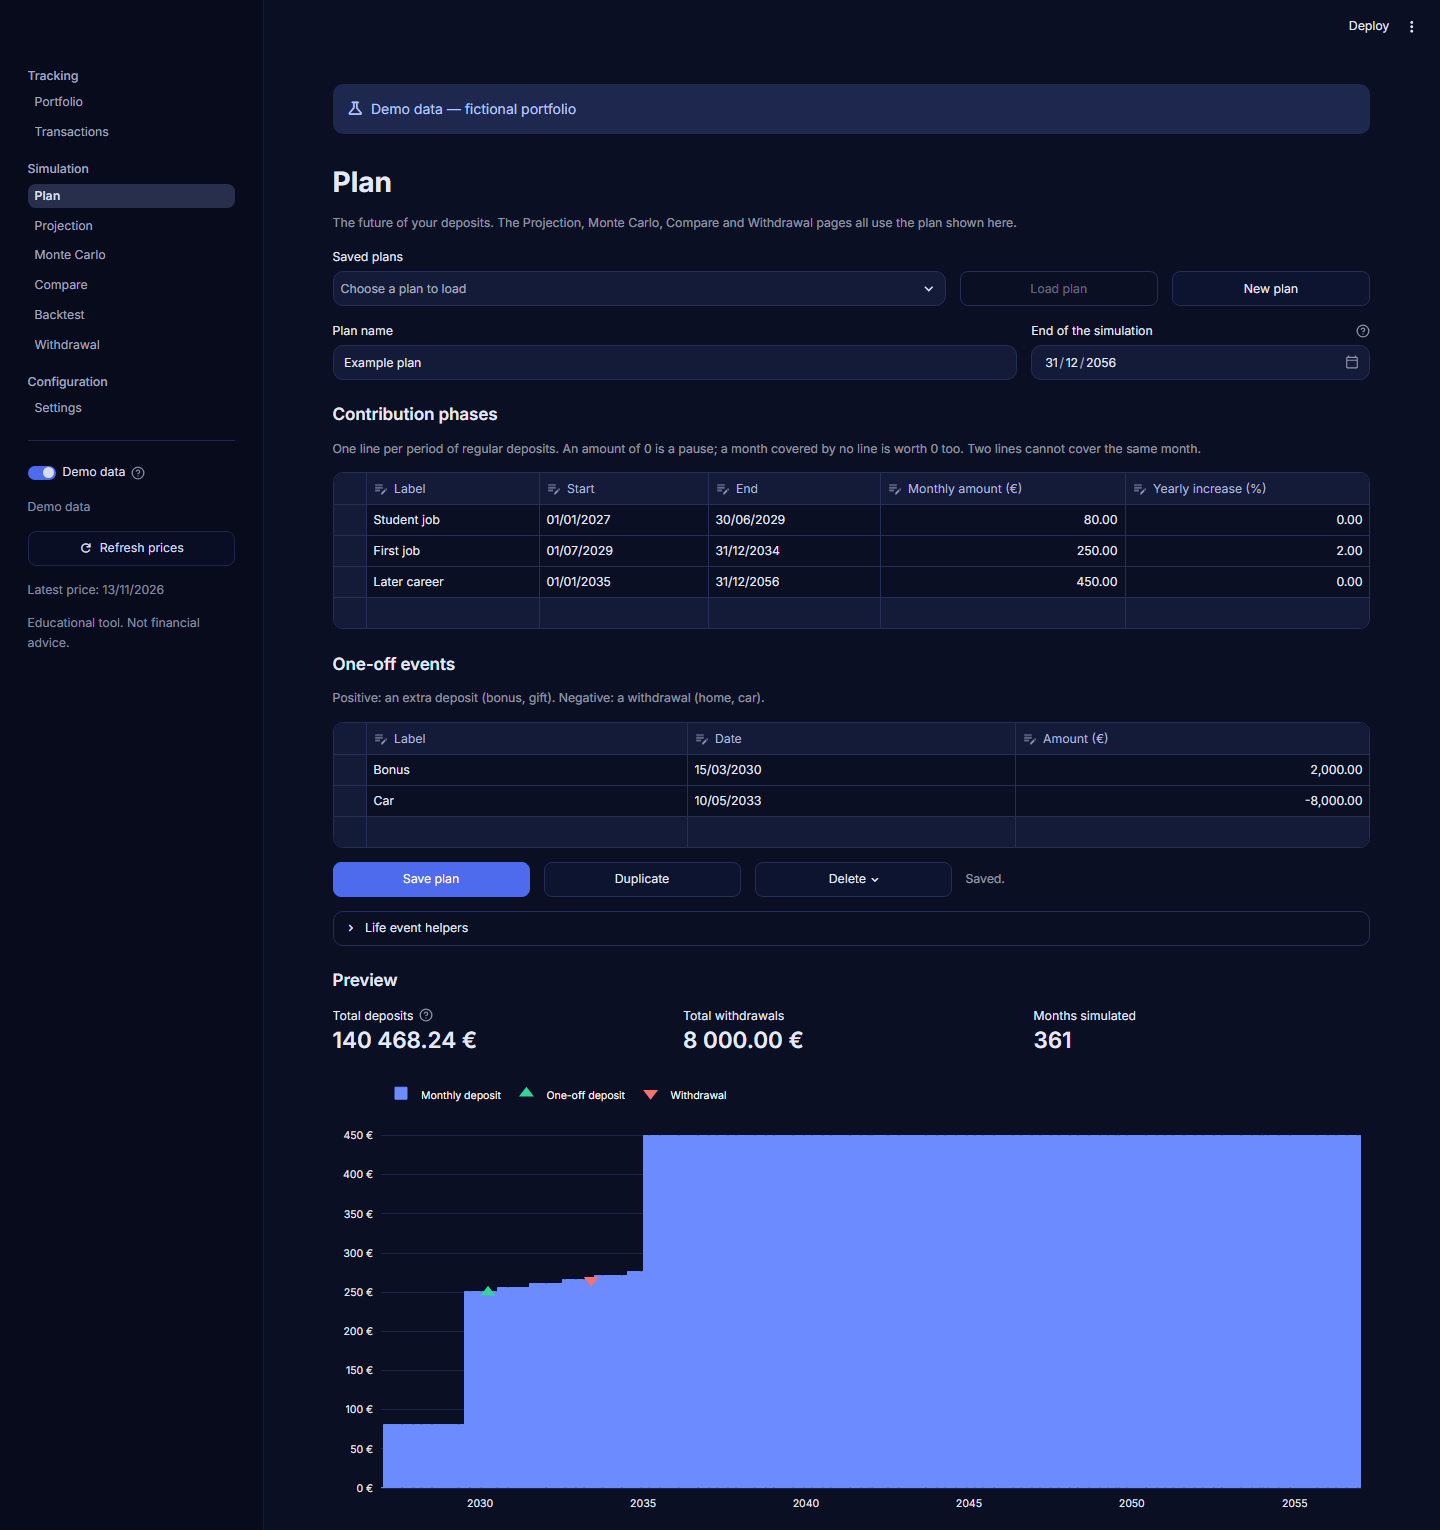 Deploy
Tracking
Portfolio
Transactions
Simulation
Plan
Projection
Monte Carlo
Compare
Backtest
Withdrawal
Configuration
Settings
Demo data
Demo data
Refresh prices
Latest price: 13/11/2026
Educational tool. Not financial
advice.
Demo data — fictional portfolio
Plan
The future of your deposits. The Projection, Monte Carlo, Compare and Withdrawal pages all use the plan shown here.
Saved plans
Choose a plan to load
Load plan
New plan
Plan name
End of the simulation
Example plan
31/12/2056
Contribution phases
One line per period of regular deposits. An amount of 0 is a pause; a month covered by no line is worth 0 too. Two lines cannot cover the same month.
Label Start End Monthly amount (€) Yearly increase (%)
Student job 01/01/2027 30/06/2029 80.00 0.00
First job 01/07/2029 31/12/2034 250.00 2.00
Later career 01/01/2035 31/12/2056 450.00 0.00
One-off events
Positive: an extra deposit (bonus, gift). Negative: a withdrawal (home, car).
Label Date Amount (€)
Bonus 15/03/2030 2,000.00
Car 10/05/2033 -8,000.00
Save plan
Duplicate
Delete
Saved.
Life event helpers
Preview
Total deposits Total withdrawals Months simulated
140 468.24 € 8 000.00 € 361
Monthly deposit One-off deposit Withdrawal
450 €
400 €
350 €
300 €
250 €
200 €
150 €
100 €
50 €
0 €
2030 2035 2040 2045 2050 2055